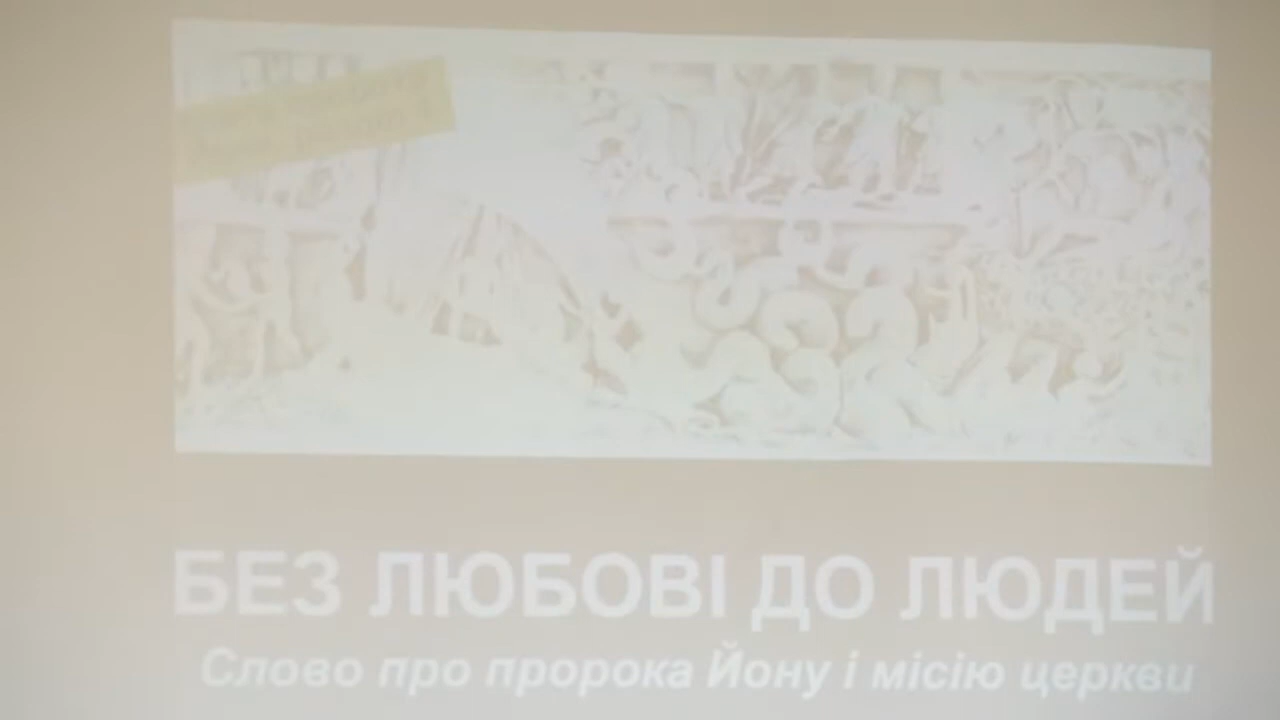 БЕЗ ЛЮБОВІ ДО ЛЮДЕЙ
Слово про пророка Йону і місію церкви